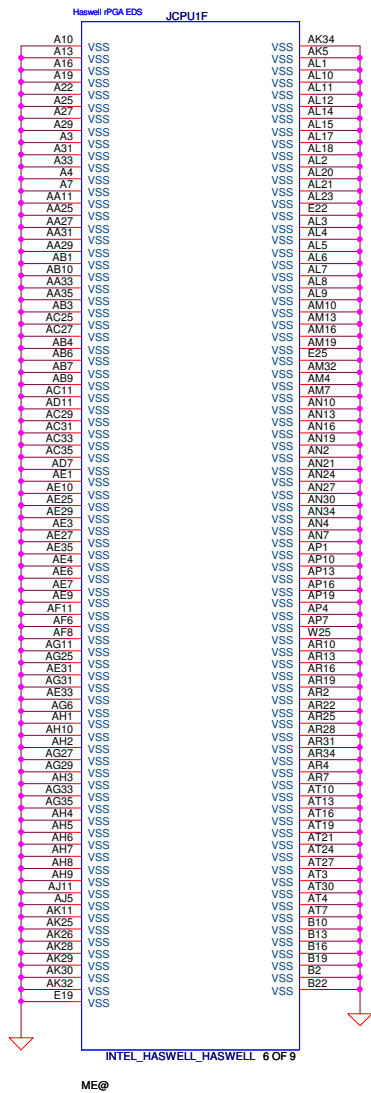 Haswell rPGA EDS
JCPU1F
A10 VSS VSS AK34
A13 VSS VSS AK5
A16 VSS VSS AL1
A19 VSS VSS AL10
A22 VSS VSS AL11
A25 VSS VSS AL12
A27 VSS VSS AL14
A29 VSS VSS AL15
A3 VSS VSS AL17
A31 VSS VSS AL18
A33 VSS VSS AL2
A4 VSS VSS AL20
A7 VSS VSS AL21
AA11 VSS VSS AL23
AA25 VSS VSS E22
AA27 VSS VSS AL3
AA31 VSS VSS AL4
AA29 VSS VSS AL5
AB1 VSS VSS AL6
AB10 VSS VSS AL7
AA33 VSS VSS AL8
AA35 VSS VSS AL9
AB3 VSS VSS AM10
AC25 VSS VSS AM13
AC27 VSS VSS AM16
AB4 VSS VSS AM19
AB6 VSS VSS E25
AB7 VSS VSS AM32
AB9 VSS VSS AM4
AC11 VSS VSS AM7
AD11 VSS VSS AN10
AC29 VSS VSS AN13
AC31 VSS VSS AN16
AC33 VSS VSS AN19
AC35 VSS VSS AN2
AD7 VSS VSS AN21
AE1 VSS VSS AN24
AE10 VSS VSS AN27
AE25 VSS VSS AN30
AE29 VSS VSS AN34
AE3 VSS VSS AN4
AE27 VSS VSS AN7
AE35 VSS VSS AP1
AE4 VSS VSS AP10
AE6 VSS VSS AP13
AE7 VSS VSS AP16
AE9 VSS VSS AP19
AF11 VSS VSS AP4
AF6 VSS VSS AP7
AF8 VSS VSS W25
AG11 VSS VSS AR10
AG25 VSS VSS AR13
AE31 VSS VSS AR16
AG31 VSS VSS AR19
AE33 VSS VSS AR2
AG6 VSS VSS AR22
AH1 VSS VSS AR25
AH10 VSS VSS AR28
AH2 VSS VSS AR31
AG27 VSS VSS AR34
AG29 VSS VSS AR4
AH3 VSS VSS AR7
AG33 VSS VSS AT10
AG35 VSS VSS AT13
AH4 VSS VSS AT16
AH5 VSS VSS AT19
AH6 VSS VSS AT21
AH7 VSS VSS AT24
AH8 VSS VSS AT27
AH9 VSS VSS AT3
AJ11 VSS VSS AT30
AJ5 VSS VSS AT4
AK11 VSS VSS AT7
AK25 VSS VSS B10
AK26 VSS VSS B13
AK28 VSS VSS B16
AK29 VSS VSS B19
AK30 VSS VSS B2
AK32 VSS VSS B22
E19 VSS
INTEL_HASWELL_HASWELL 6 OF 9
ME@